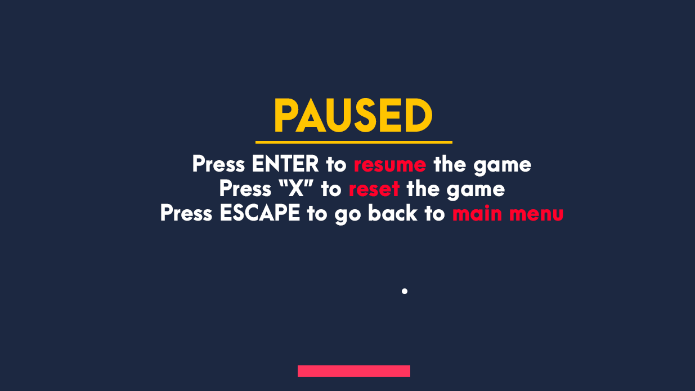 PAUSED
Press ENTER to resume the game
Press “X” to reset the game
Press ESCAPE to go back to main menu